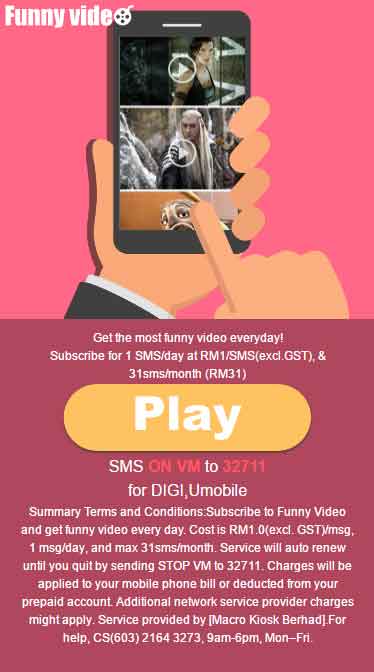 Funny video
Get the most funny video everyday!
Subscribe for 1 SMS/day at RM1/SMS(excl.GST), &
31sms/month (RM31)
Play
SMS ON VM to 32711
for DIGI,Umobile
Summary Terms and Conditions:Subscribe to Funny Video
and get funny video every day. Cost is RM1.0(excl. GST)/msg,
1 msg/day, and max 31sms/month. Service will auto renew
until you quit by sending STOP VM to 32711. Charges will be
applied to your mobile phone bill or deducted from your
prepaid account. Additional network service provider charges
might apply. Service provided by [Macro Kiosk Berhad].For
help, CS(603) 2164 3273, 9am-6pm, Mon–Fri.